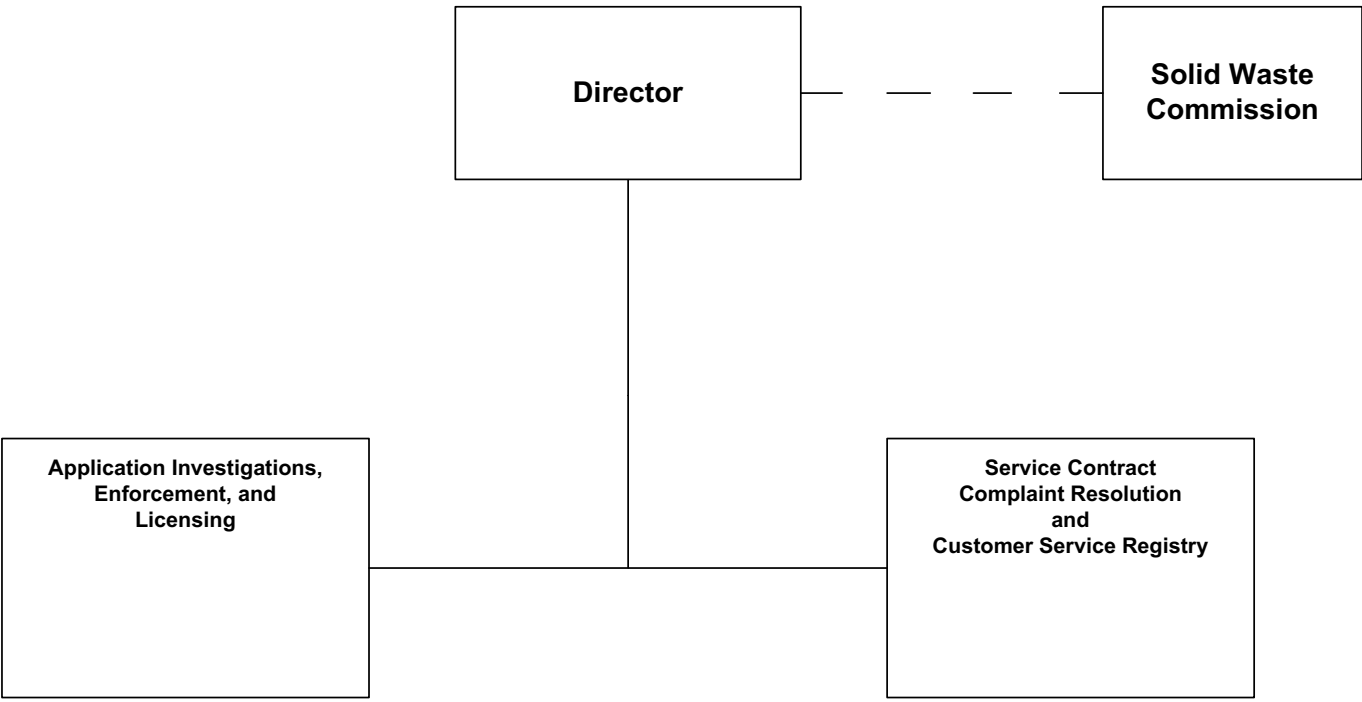 Director
Solid Waste
Commission
Application Investigations,
Enforcement, and
Licensing
Service Contract
Complaint Resolution
and
Customer Service Registry